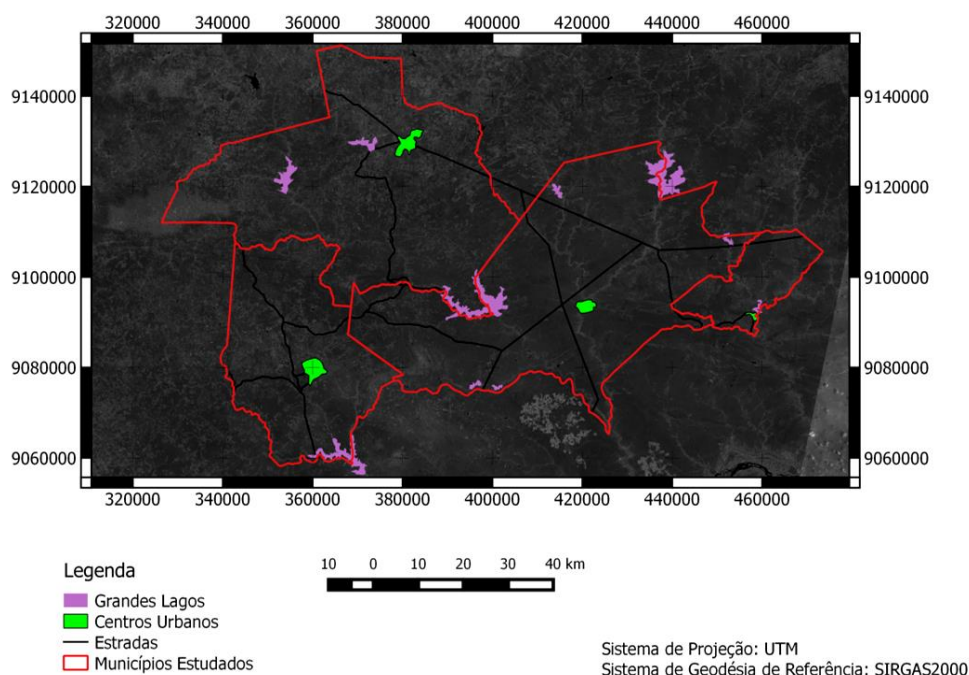 320000 340000 360000 380000 400000 420000 440000 460000
9140000 9140000
9120000 9120000
9100000 9100000
9080000 9080000
9060000 9060000
320000 340000 360000 380000 400000 420000 440000 460000
10 0 10 20 30 40 km
Legenda
Grandes Lagos
Centros Urbanos
Estradas
Municípios Estudados
Sistema de Projeção: UTM
Sistema de Geodésia de Referência: SIRGAS2000